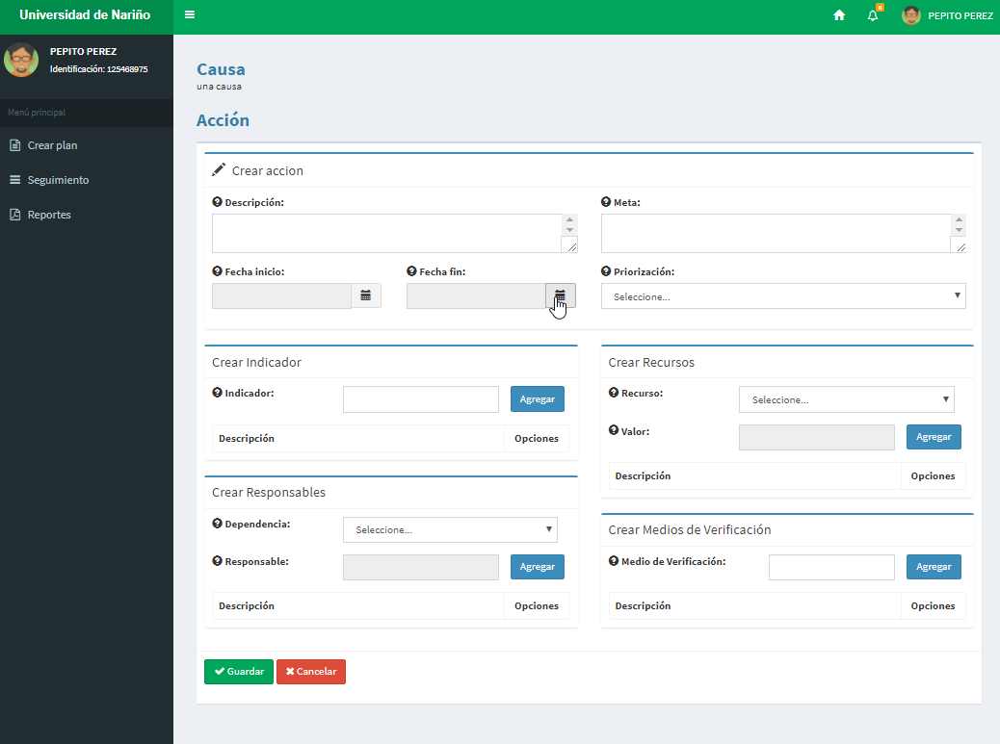 Universidad de Nariño
8
PEPITO PEREZ
PEPITO PEREZ
Identificación: 125468975
Menú principal
Crear plan
Seguimiento
Reportes
Causa
una causa
Acción
Crear accion
Descripción:
Meta:
Fecha inicio:
Fecha fin:
Priorización:
Seleccione...
Crear Indicador
Indicador:
Agregar
Descripción
Opciones
Crear Responsables
Dependencia:
Seleccione...
Responsable:
Agregar
Descripción
Opciones
Crear Recursos
Recurso:
Seleccione...
Valor:
Agregar
Descripción
Opciones
Crear Medios de Verificación
Medio de Verificación:
Agregar
Descripción
Opciones
Guardar
Cancelar